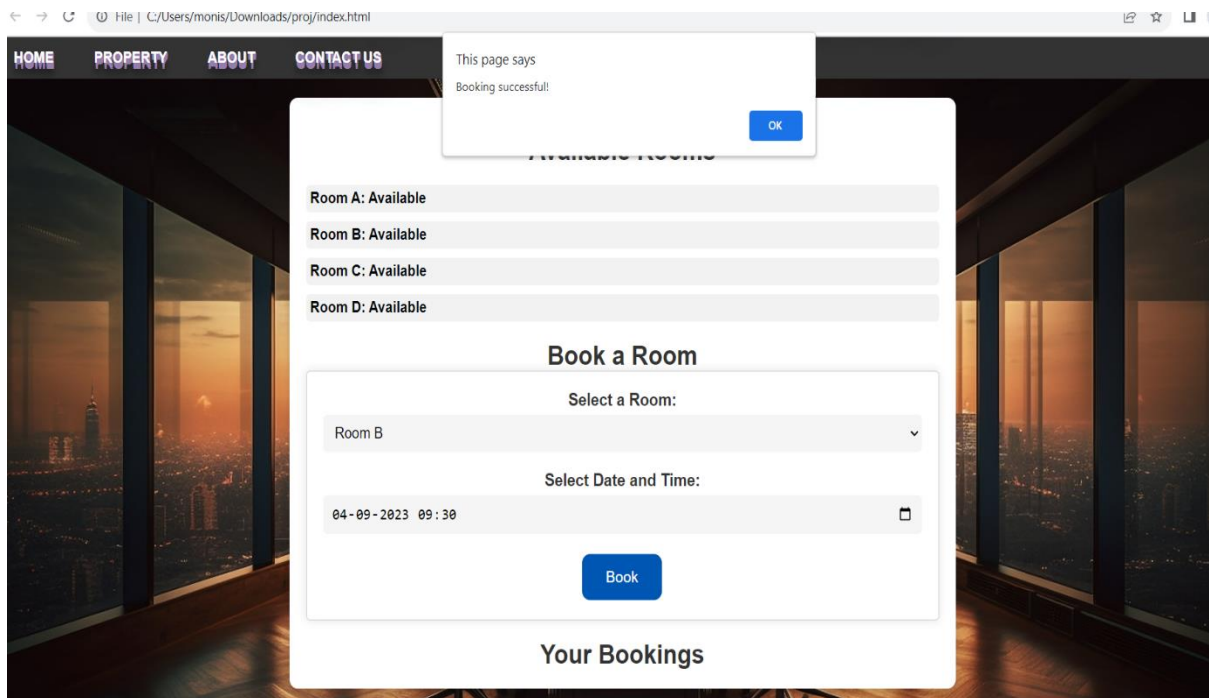 File | C:/Users/monis/Downloads/proj/index.html
HOME PROPERTY ABOUT CONTACT US
This page says
Booking successful!
OK
Available Rooms
Room A: Available
Room B: Available
Room C: Available
Room D: Available
Book a Room
Select a Room:
Room B
Select Date and Time:
04-09-2023 09:30
Book
Your Bookings